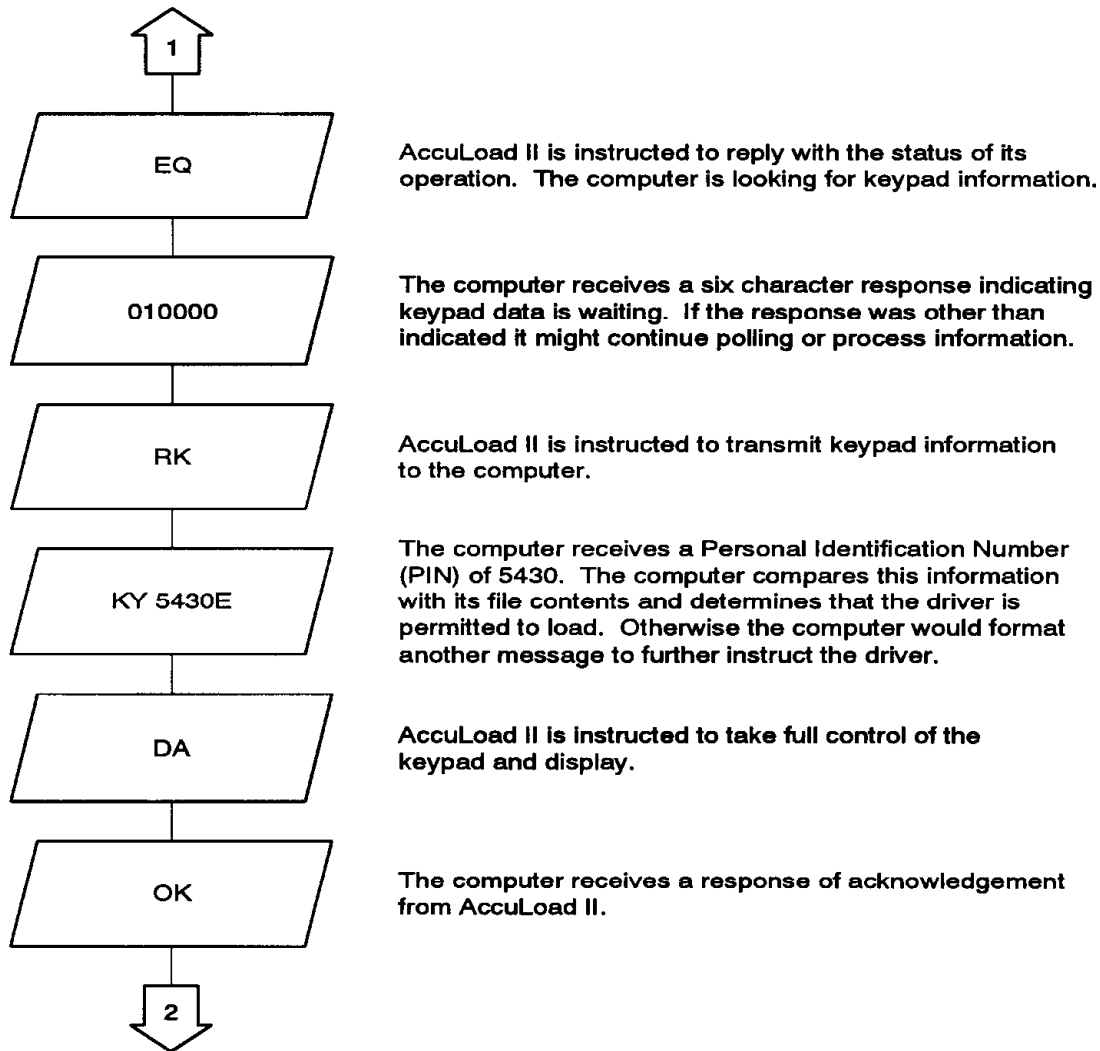 1
EQ
AccuLoad II is instructed to reply with the status of its
operation. The computer is looking for keypad information.
010000
The computer receives a six character response indicating
keypad data is waiting. If the response was other than
indicated it might continue polling or process information.
RK
AccuLoad II is instructed to transmit keypad information
to the computer.
KY 5430E
The computer receives a Personal Identification Number
(PIN) of 5430. The computer compares this information
with its file contents and determines that the driver is
permitted to load. Otherwise the computer would format
another message to further instruct the driver.
DA
AccuLoad II is instructed to take full control of the
keypad and display.
OK
The computer receives a response of acknowledgement
from AccuLoad II.
2